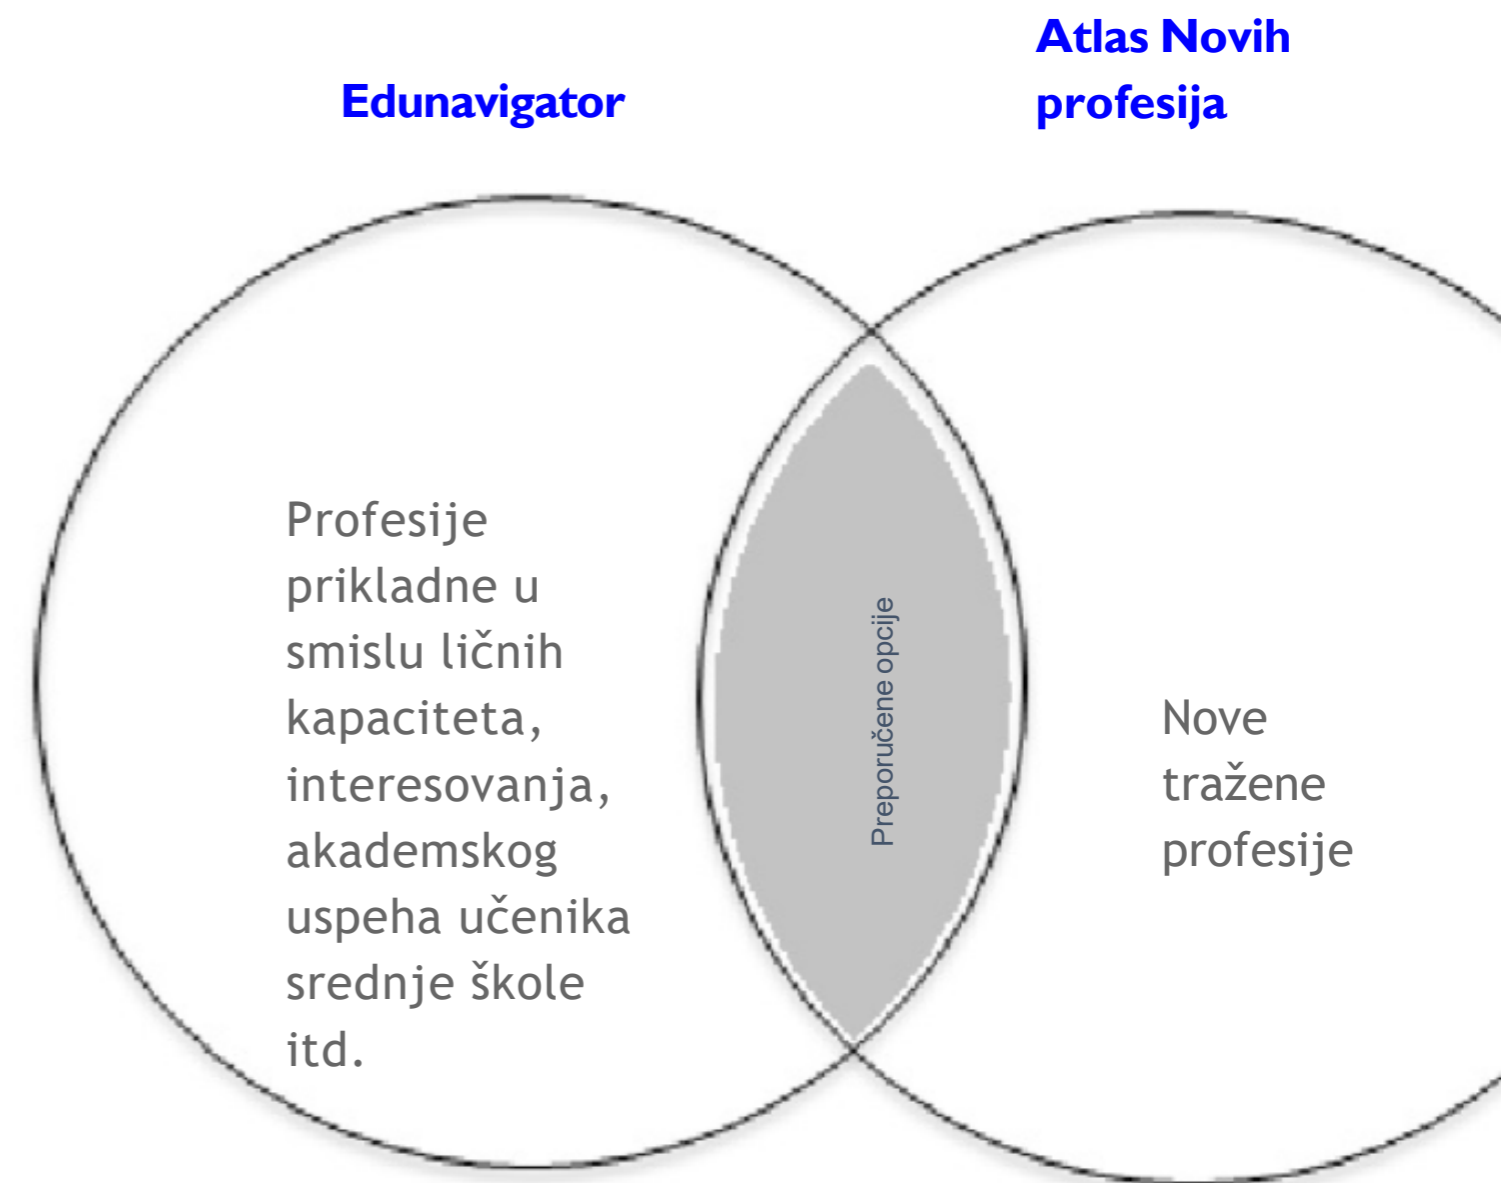 Edunavigator
Atlas Novih
profesija
Profesije
prikladne u
smislu ličnih
kapaciteta,
interesovanja,
akademskog
uspeha učenika
srednje škole
itd.
Preporučene opcije
Nove
tražene
profesije